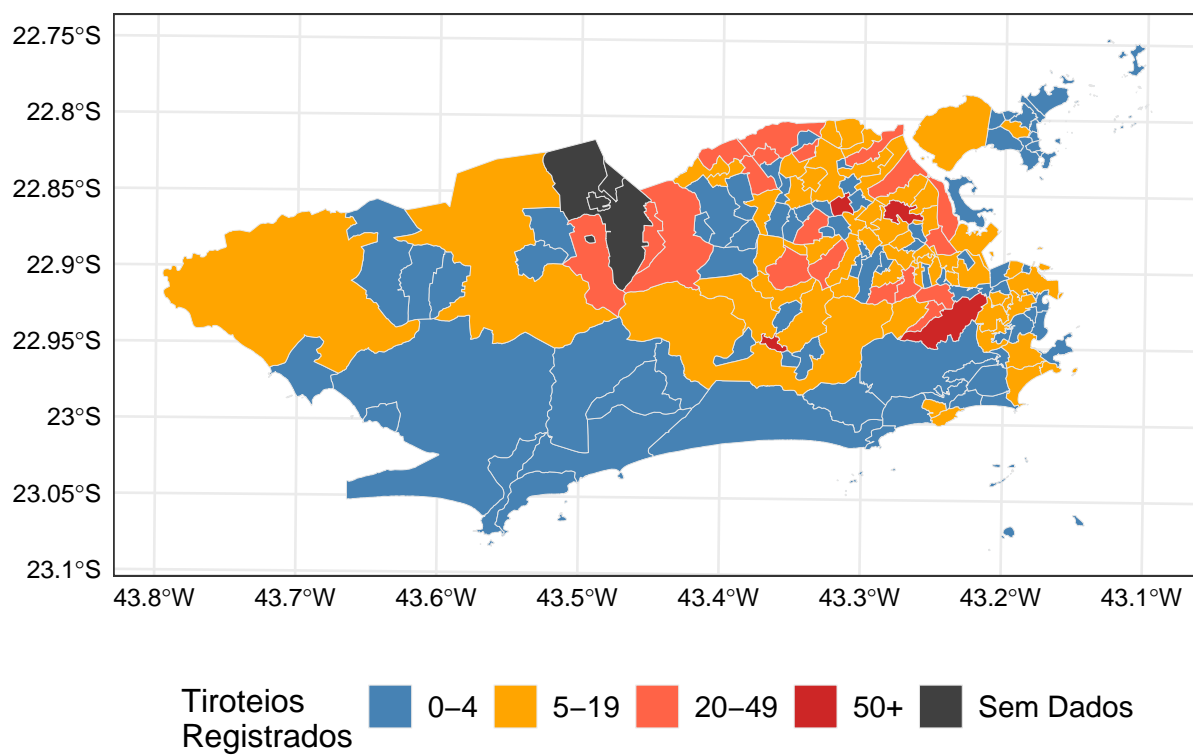 22.75°S
22.8°S
22.85°S
22.9°S
22.95°S
23°S
23.05°S
23.1°S
43.8°W 43.7°W 43.6°W 43.5°W 43.4°W 43.3°W 43.2°W 43.1°W
Tiroteios
Registrados
0−4 5−19 20−49 50+ Sem Dados